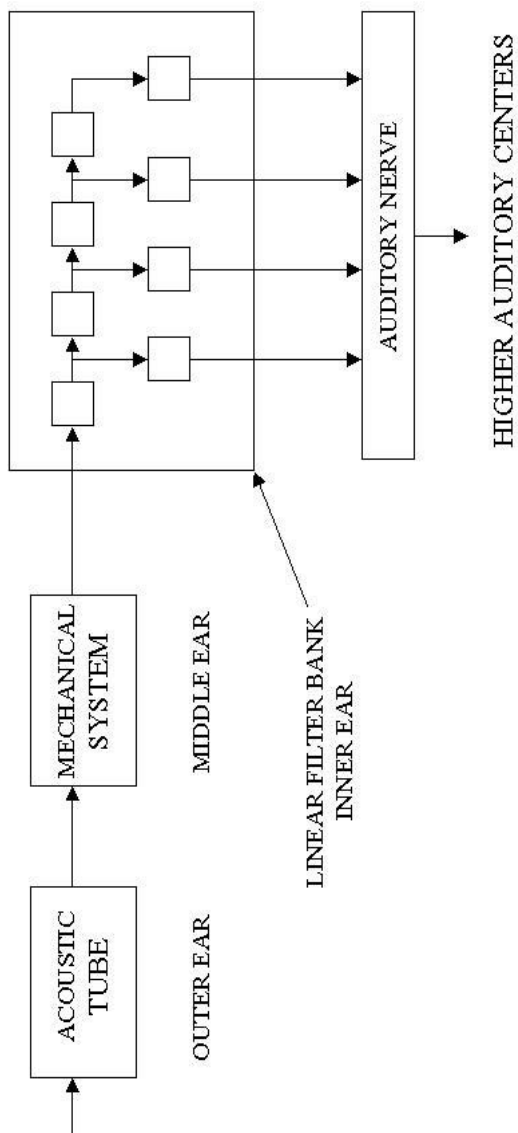 ACOUSTIC
TUBE
OUTER EAR
MECHANICAL
SYSTEM
MIDDLE EAR
LINEAR FILTER BANK
INNER EAR
AUDITORY NERVE
HIGHER AUDITORY CENTERS